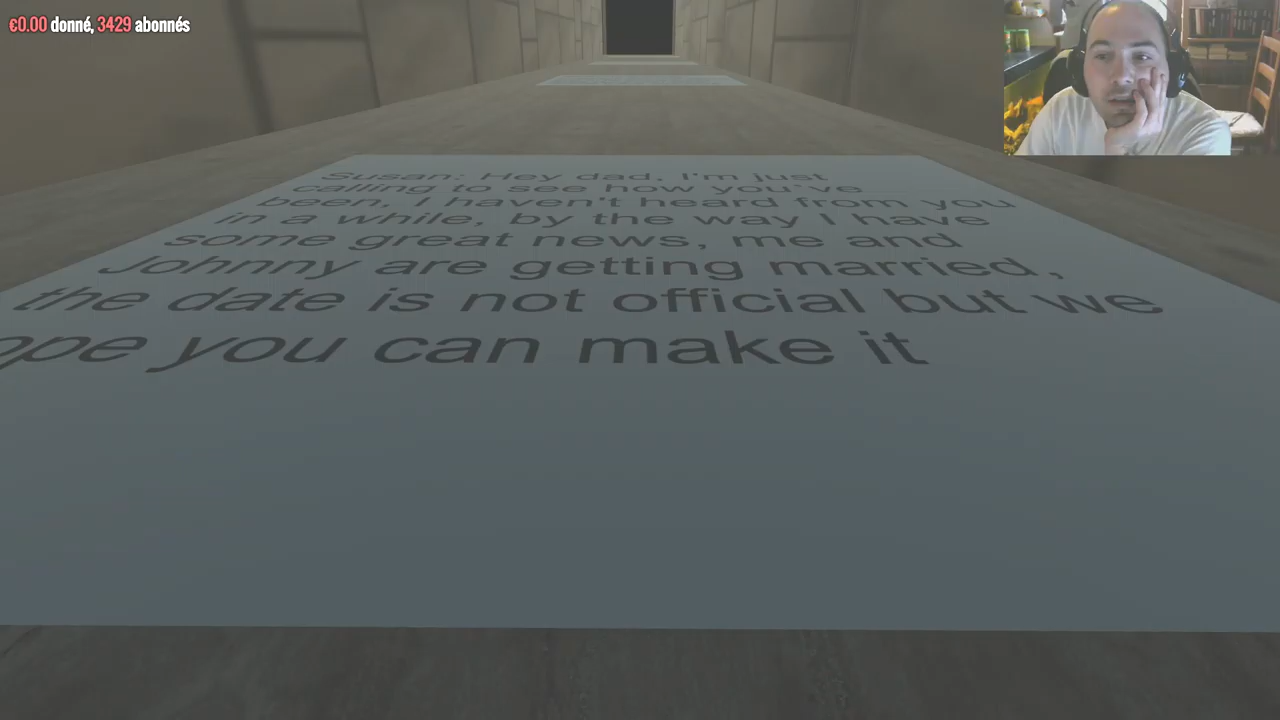 €0.00 donné, 3429 abonnés
Susan: Hey dad, I'm just
calling to see how you've
been, I haven't heard from you
in a while, by the way I have
some great news, me and
Johnny are getting married,
the date is not official but we
ope you can make it